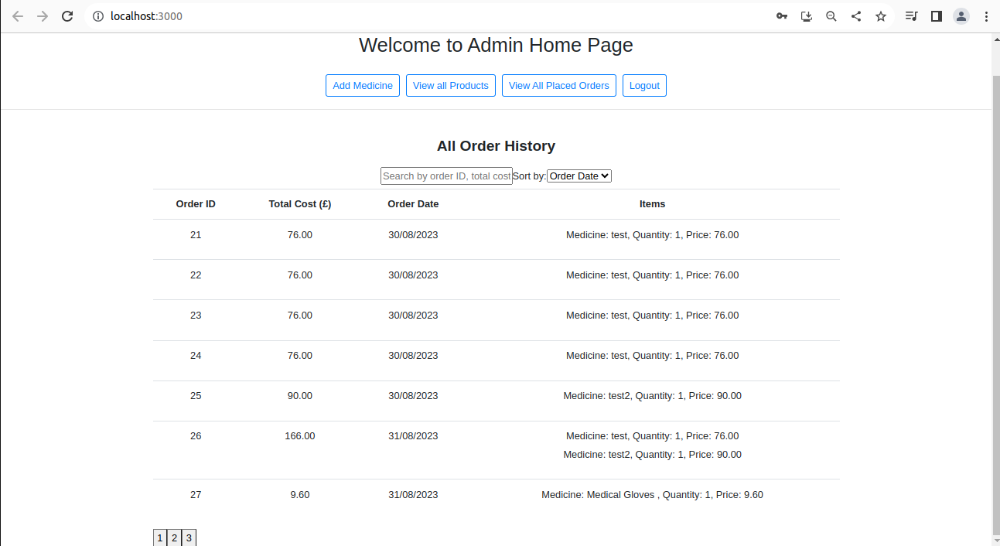 localhost:3000
Welcome to Admin Home Page
Add Medicine View all Products View All Placed Orders Logout
All Order History
Search by order ID, total cost Sort by: Order Date
Order ID Total Cost (£) Order Date Items
21 76.00 30/08/2023 Medicine: test, Quantity: 1, Price: 76.00
22 76.00 30/08/2023 Medicine: test, Quantity: 1, Price: 76.00
23 76.00 30/08/2023 Medicine: test, Quantity: 1, Price: 76.00
24 76.00 30/08/2023 Medicine: test, Quantity: 1, Price: 76.00
25 90.00 30/08/2023 Medicine: test2, Quantity: 1, Price: 90.00
26 166.00 31/08/2023 Medicine: test, Quantity: 1, Price: 76.00
Medicine: test2, Quantity: 1, Price: 90.00
27 9.60 31/08/2023 Medicine: Medical Gloves , Quantity: 1, Price: 9.60
1 2 3